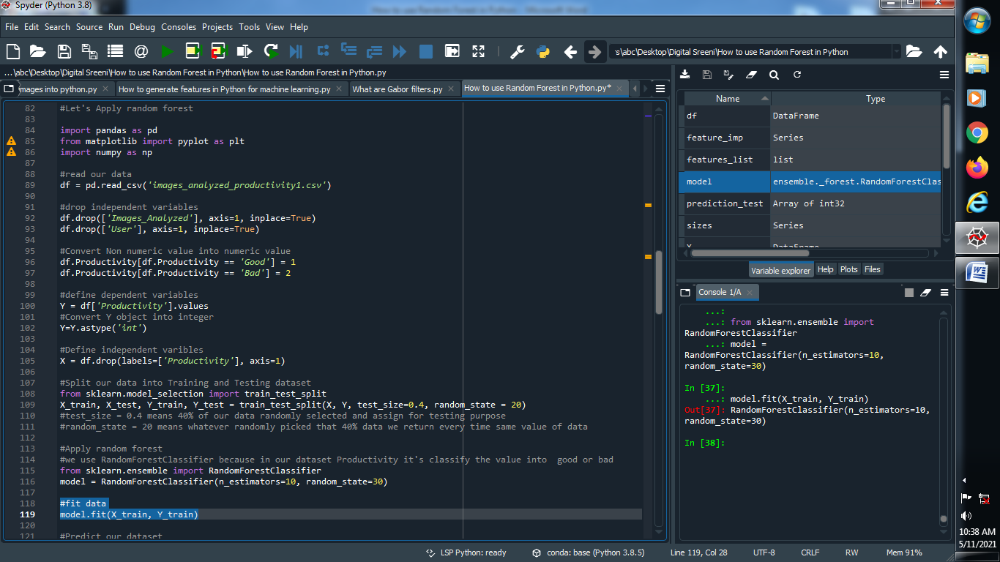 Spyder (Python 3.8)
How to use Random Forest in Python - Microsoft Word
File Edit Search Source Run Debug Consoles Projects Tools View Help
s\abc\Desktop\Digital Sreeni\How to use Random Forest in Python
...\abc\Desktop\Digital Sreeni\How to use Random Forest in Python\How to use Random Forest in Python.py
mages into python.py How to generate features in Python for machine learning.py What are Gabor filters.py How to use Random Forest in Python.py*
82 #Let's Apply random forest
83
84 import pandas as pd
85 from matplotlib import pyplot as plt
86 import numpy as np
87
88 #read our data
89 df = pd.read_csv('images_analyzed_productivity1.csv')
90
91 #drop independent variables
92 df.drop(['Images_Analyzed'], axis=1, inplace=True)
93 df.drop(['User'], axis=1, inplace=True)
94
95 #Convert Non numeric value into numeric value
96 df.Productivity[df.Productivity == 'Good'] = 1
97 df.Productivity[df.Productivity == 'Bad'] = 2
98
99 #define dependent variables
100 Y = df['Productivity'].values
101 #Convert Y object into integer
102 Y=Y.astype('int')
103
104 #Define independent varibles
105 X = df.drop(labels=['Productivity'], axis=1)
106
107 #Split our data into Training and Testing dataset
108 from sklearn.model_selection import train_test_split
109 X_train, X_test, Y_train, Y_test = train_test_split(X, Y, test_size=0.4, random_state = 20)
110 #test_size = 0.4 means 40% of our data randomly selected and assign for testing purpose
111 #random_state = 20 means whatever randomly picked that 40% data we return every time same value of data
112
113 #Apply random forest
114 #we use RandomForestClassifier because in our dataset Productivity it's classify the value into  good or bad
115 from sklearn.ensemble import RandomForestClassifier
116 model = RandomForestClassifier(n_estimators=10, random_state=30)
117
118 #fit data
119 model.fit(X_train, Y_train)
120
121 #Predict our dataset
Name Type
df DataFrame
feature_imp Series
features_list list
model ensemble._forest.RandomForestClas
prediction_test Array of int32
sizes Series
X DataFrame
Variable explorer Help Plots Files
Console 1/A
...:
...: from sklearn.ensemble import
RandomForestClassifier
...: model =
RandomForestClassifier(n_estimators=10,
random_state=30)
In [37]:
...: model.fit(X_train, Y_train)
Out[37]: RandomForestClassifier(n_estimators=10,
random_state=30)
In [38]:
LSP Python: ready conda: base (Python 3.8.5) Line 119, Col 28 UTF-8 CRLF RW Mem 91%
10:38 AM
5/11/2021